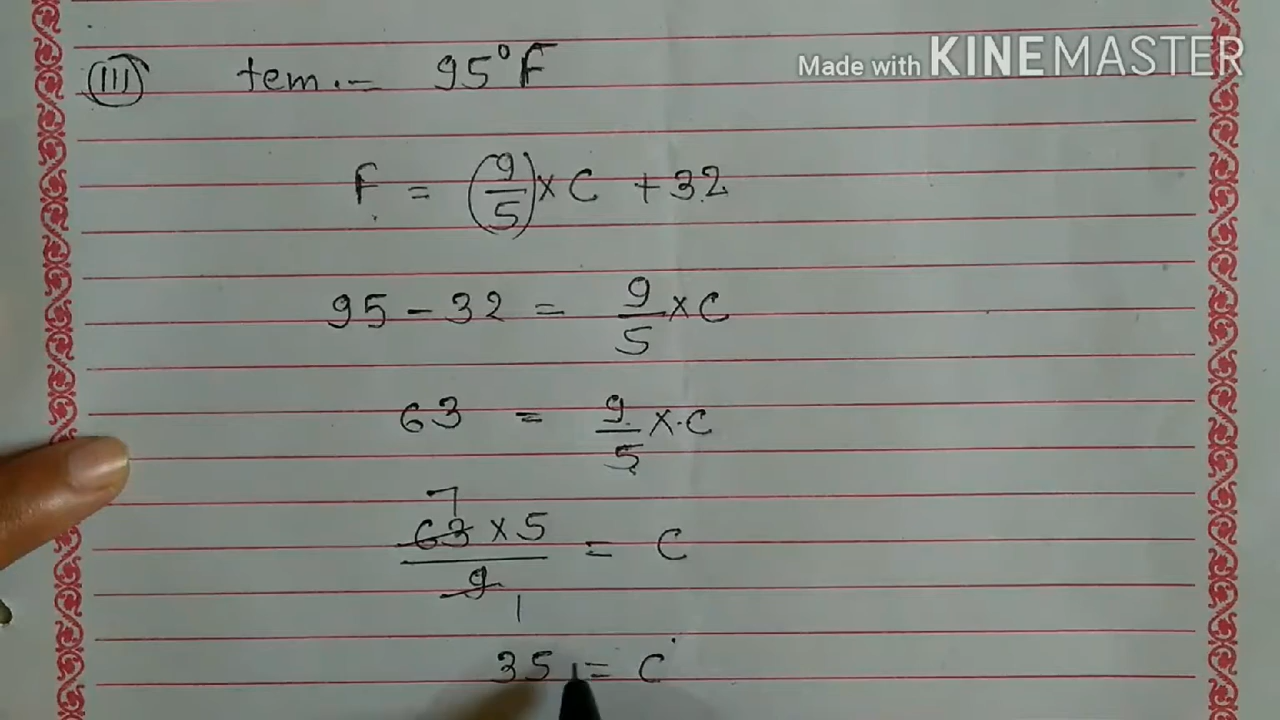 (III) tem. - 95°F
Made with KINEMASTER
F = (9/5) × C + 32
95 - 32 = 9/5 × C
63 = 9/5 × C
7
63 × 5 / 9 = C
1
35 = C